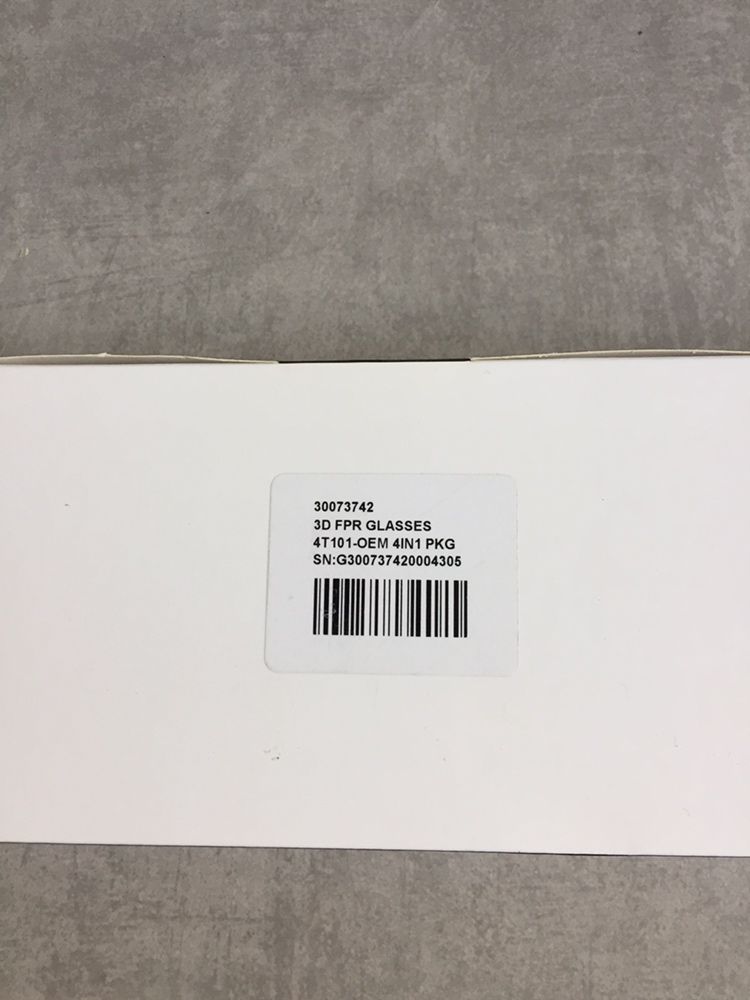 30073742
3D FPR GLASSES
4T101-OEM 4IN1 PKG
SN:G300737420004305